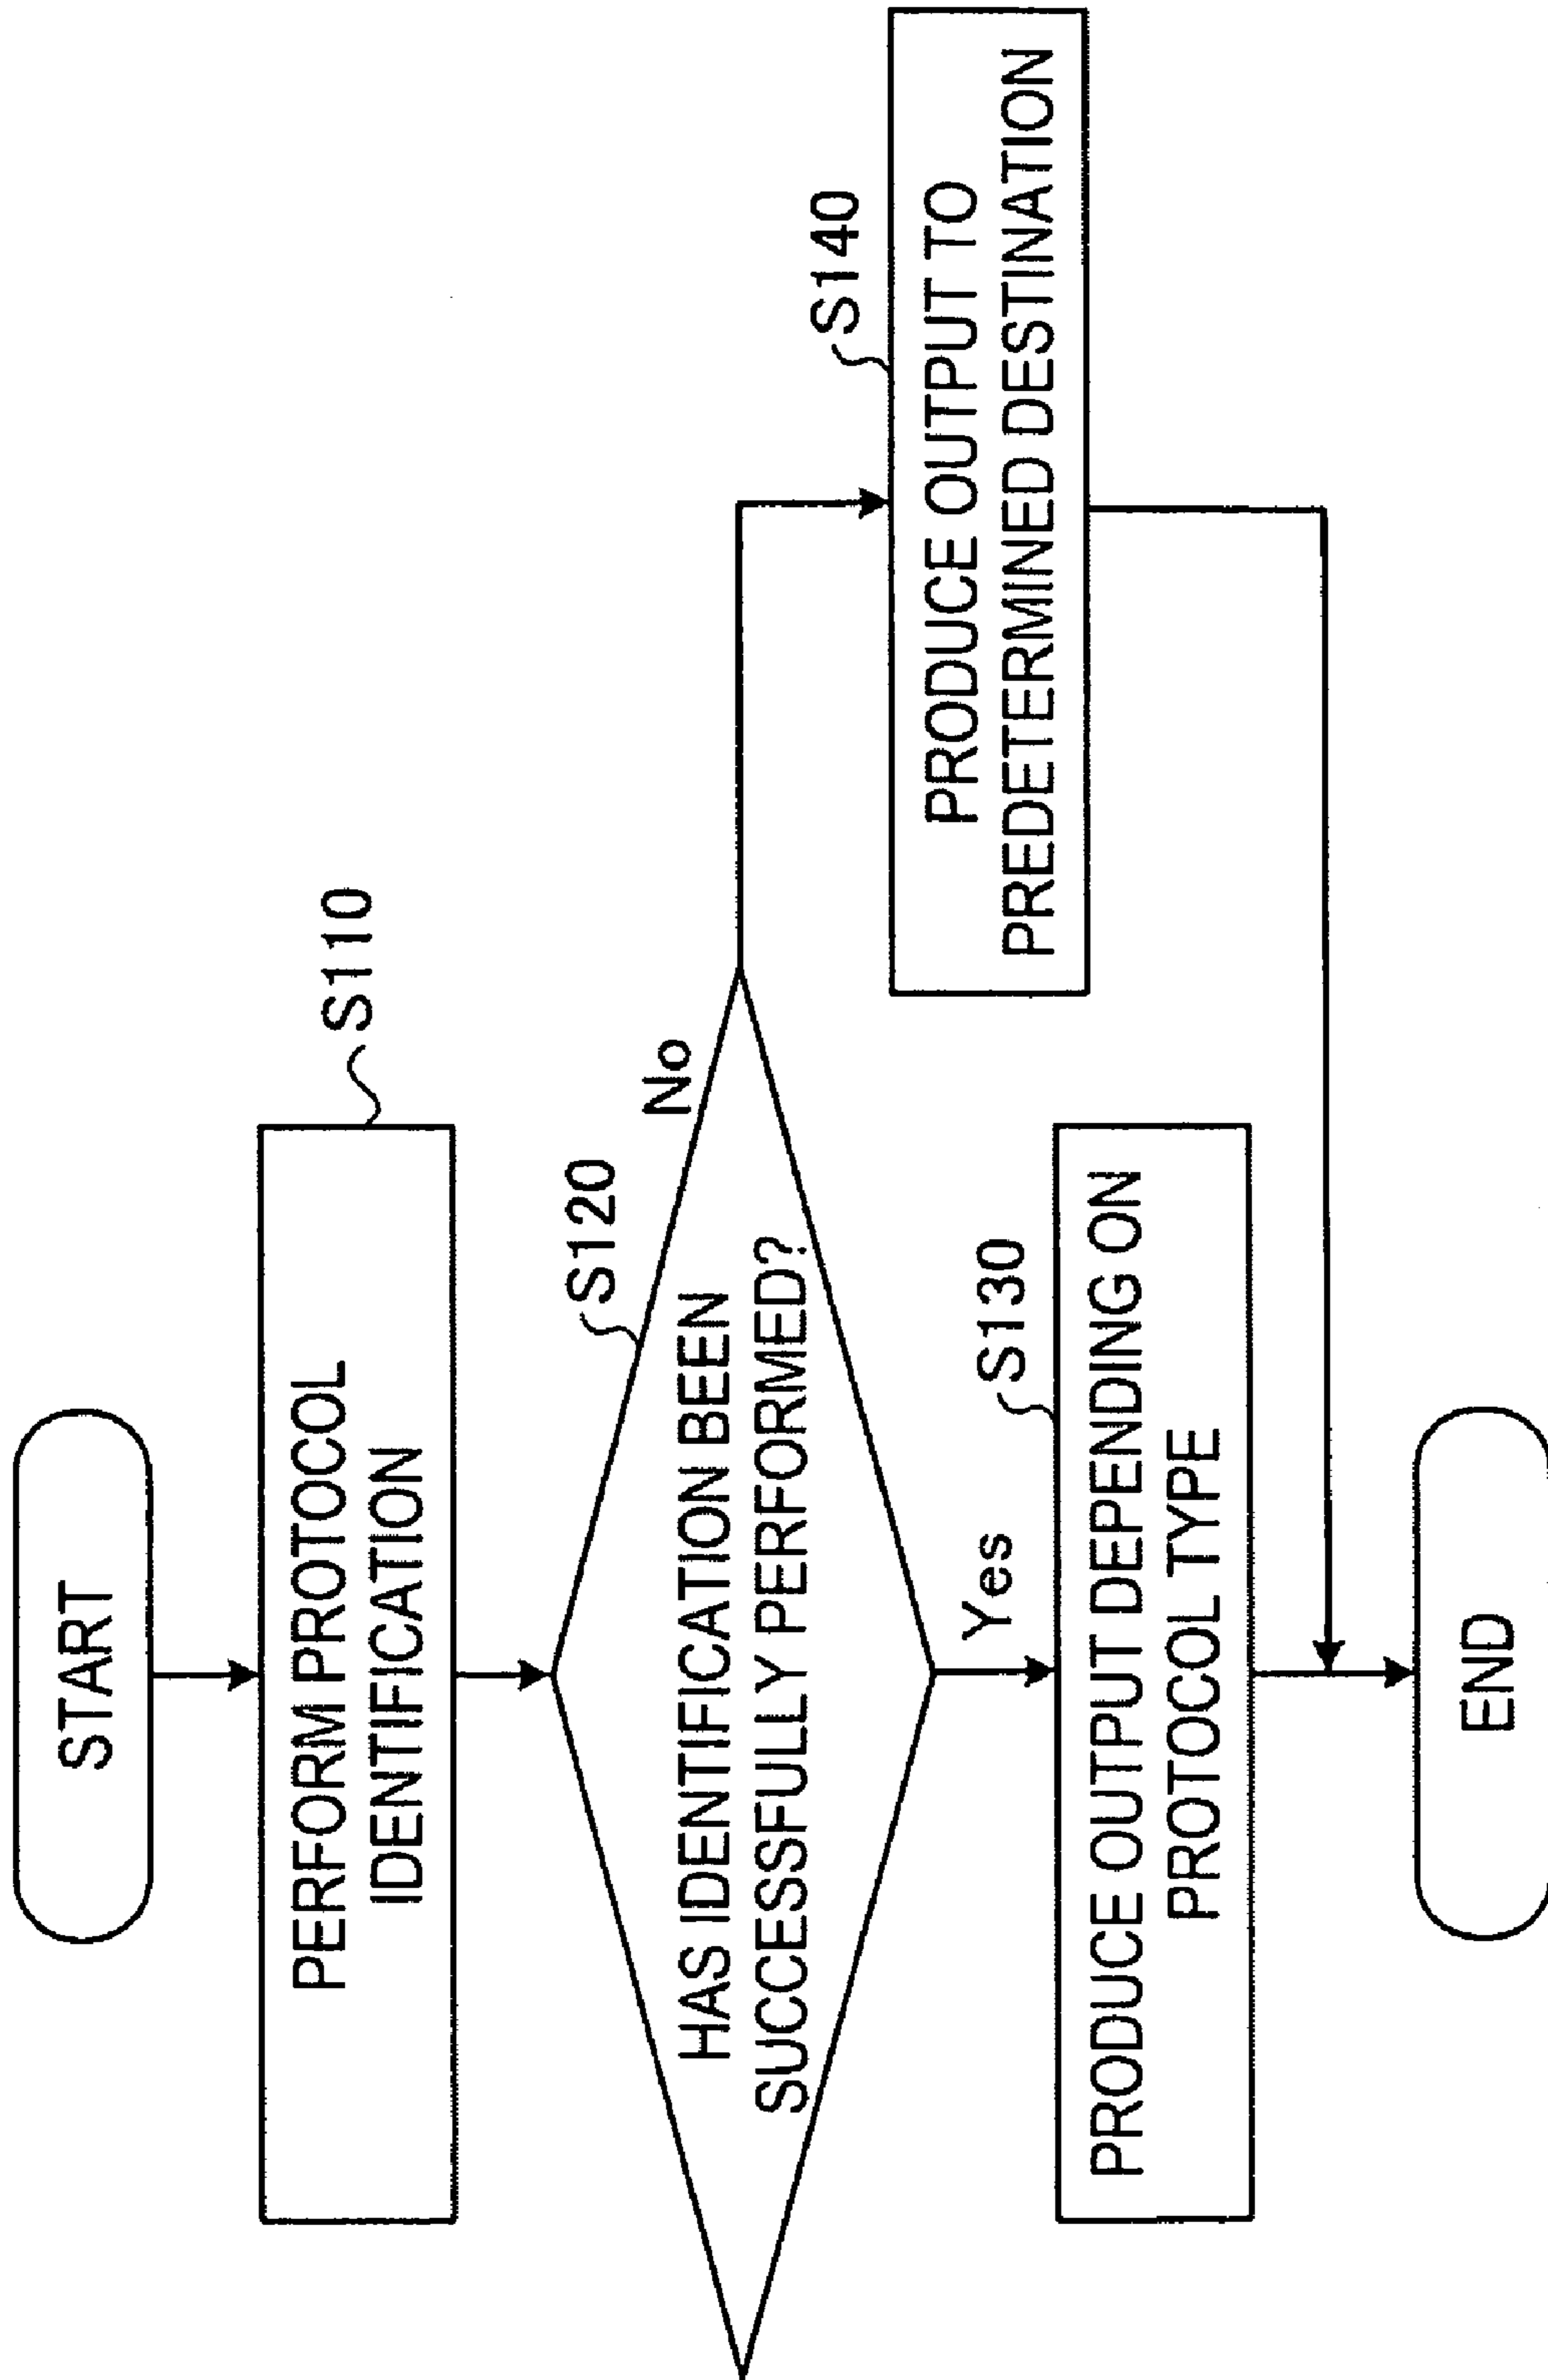 START
S110
PERFORM PROTOCOL
IDENTIFICATION
S120
HAS IDENTIFICATION BEEN
SUCCESSFULLY PERFORMED?
No
Yes
S130
PRODUCE OUTPUT DEPENDING ON
PROTOCOL TYPE
S140
PRODUCE OUTPUT TO
PREDETERMINED DESTINATION
END